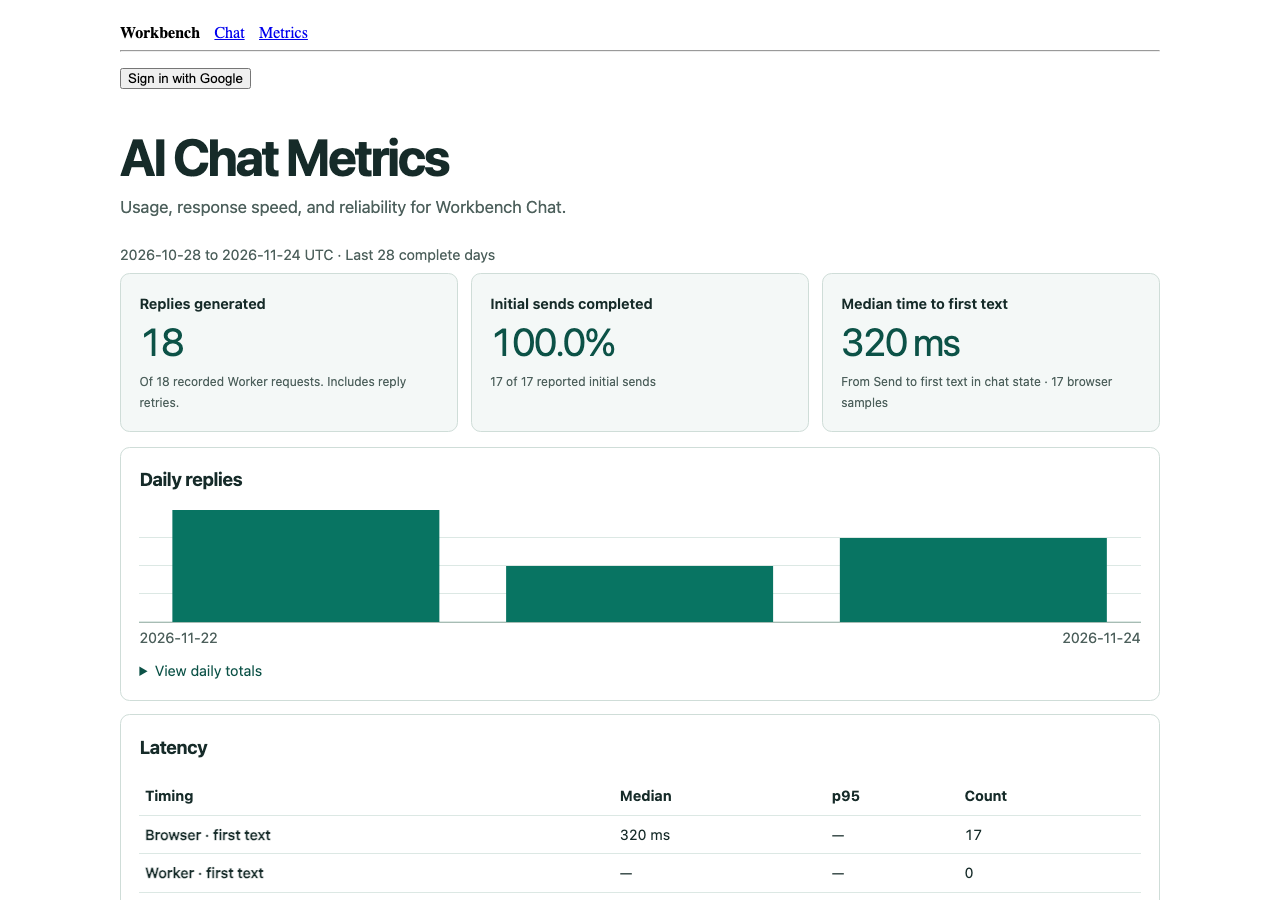 Workbench Chat Metrics
Sign in with Google
AI Chat Metrics
Usage, response speed, and reliability for Workbench Chat.
2026-10-28 to 2026-11-24 UTC · Last 28 complete days
Replies generated
18
Of 18 recorded Worker requests. Includes reply
retries.
Initial sends completed
100.0%
17 of 17 reported initial sends
Median time to first text
320 ms
From Send to first text in chat state · 17 browser
samples
Daily replies
2026-11-22 2026-11-24
▶ View daily totals
Latency
Timing Median p95 Count
Browser · first text 320 ms — 17
Worker · first text — — 0